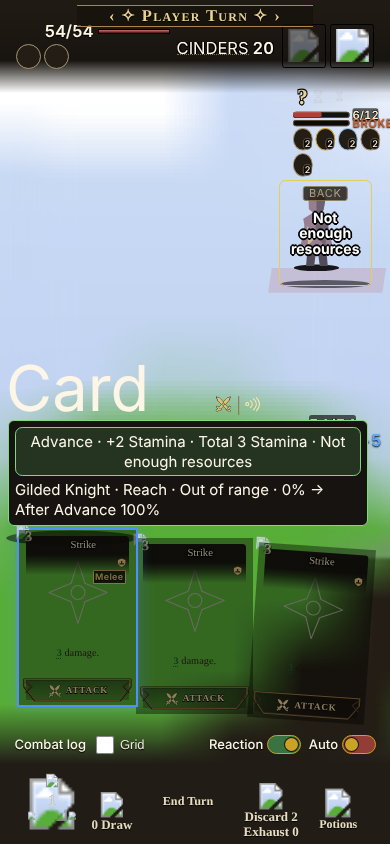 ‹ ✧ PLAYER TURN ✧ ›
54/54
CINDERS 20
?
6/12
BROKE
2 2 2 2
2
BACK
Not
enough
resources
Card
5
Advance · +2 Stamina · Total 3 Stamina · Not
enough resources
Gilded Knight · Reach · Out of range · 0% →
After Advance 100%
3 Strike
Melee
3 damage.
ATTACK
3 Strike
3 damage.
ATTACK
3 Strike
ATTACK
Combat log Grid Reaction Auto
0 Draw
End Turn
Discard 2
Exhaust 0
Potions